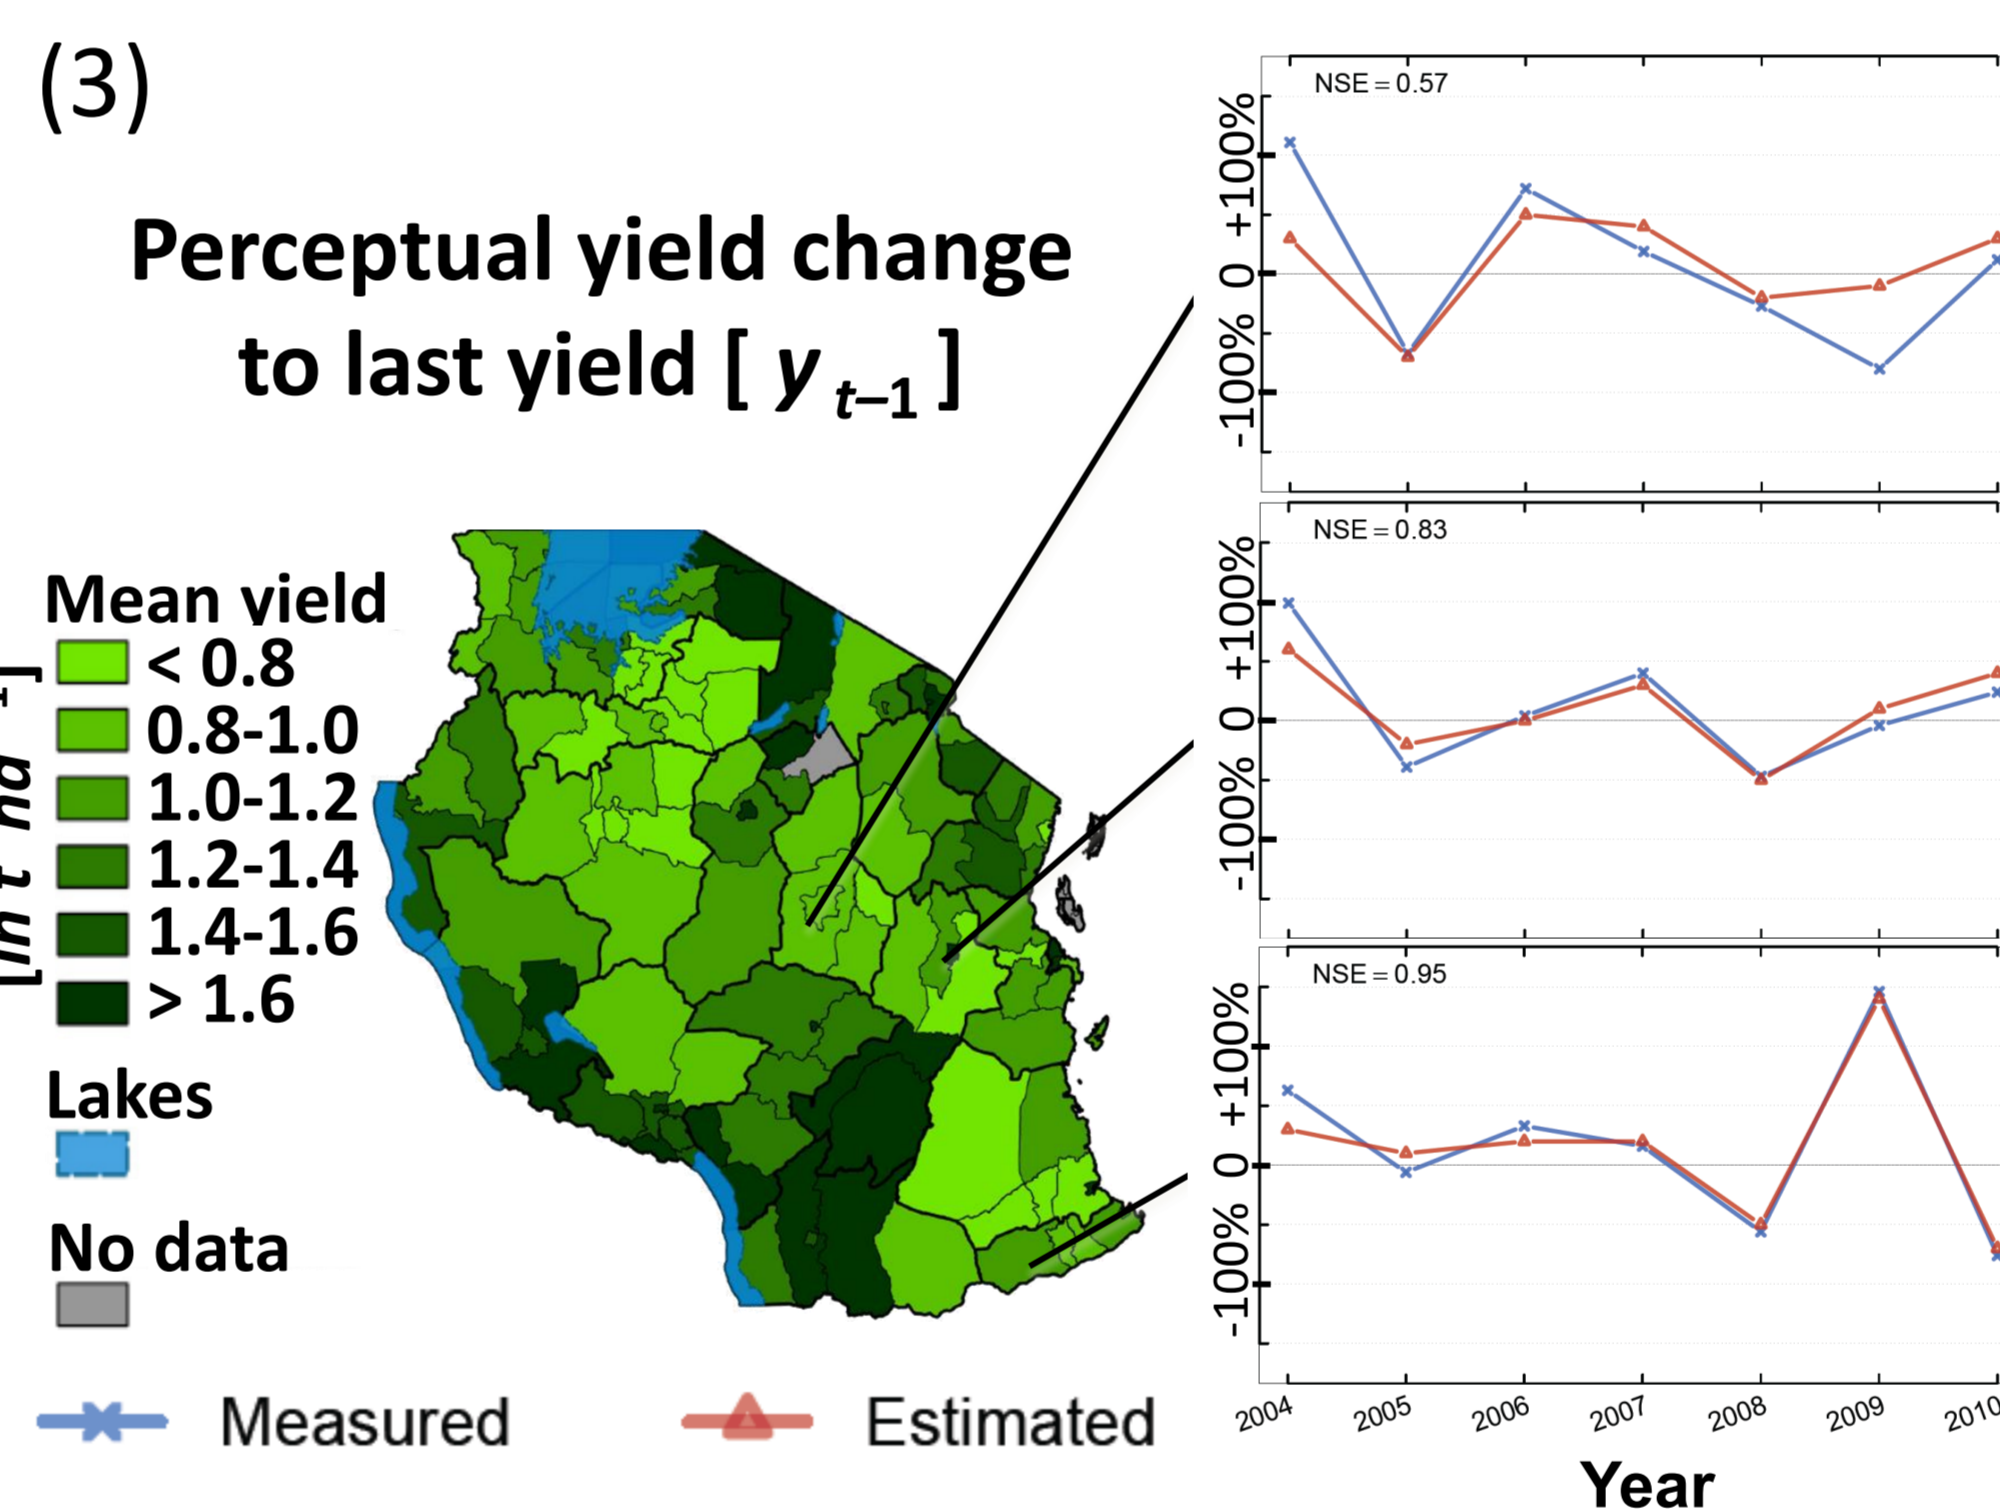 (3)
Perceptual yield change
to last yield [ y t–1 ]
Mean yield
< 0.8
0.8-1.0
1.0-1.2
1.2-1.4
1.4-1.6
> 1.6
Lakes
No data
Measured
Estimated
NSE = 0.57
+100%
0
-100%
NSE = 0.83
+100%
0
-100%
NSE = 0.95
+100%
0
-100%
2004 2005 2006 2007 2008 2009 2010
Year